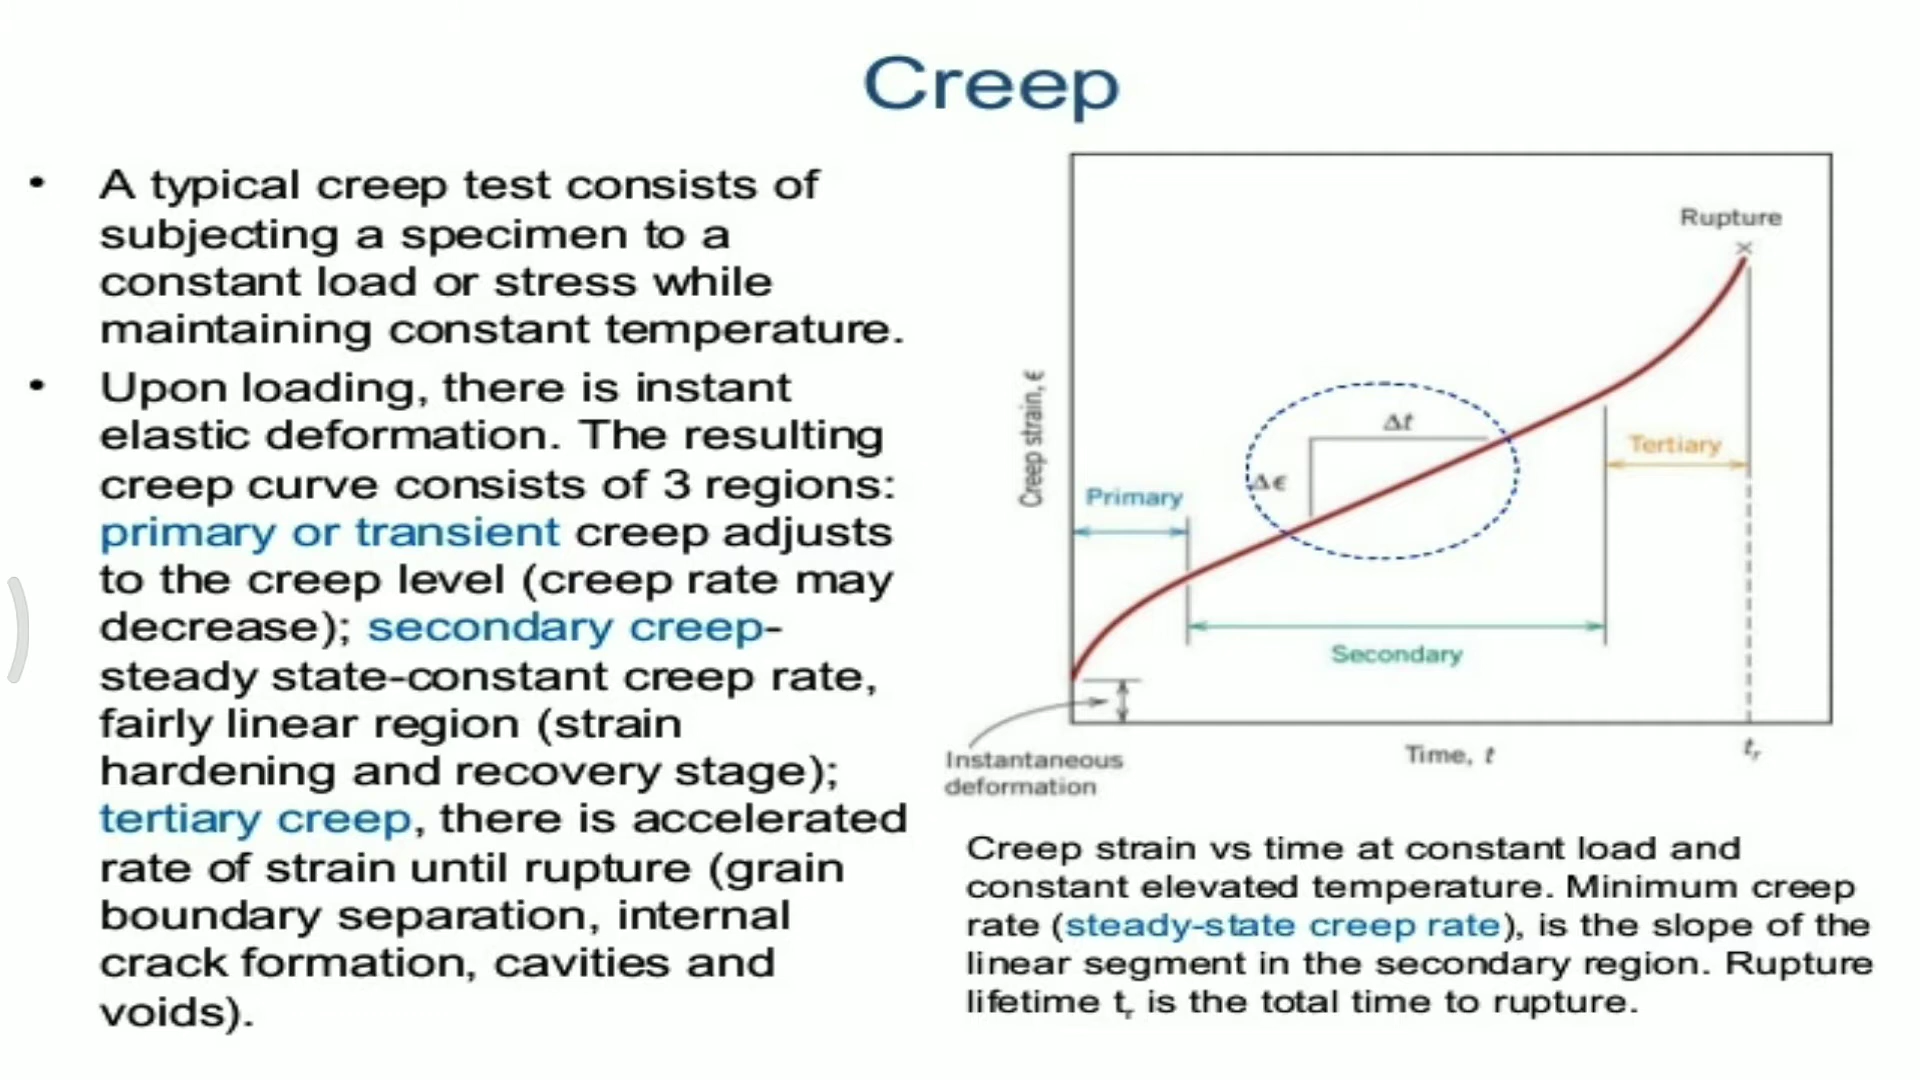 Creep
• A typical creep test consists of
subjecting a specimen to a
constant load or stress while
maintaining constant temperature.
• Upon loading, there is instant
elastic deformation. The resulting
creep curve consists of 3 regions:
primary or transient creep adjusts
to the creep level (creep rate may
decrease); secondary creep-
steady state-constant creep rate,
fairly linear region (strain
hardening and recovery stage);
tertiary creep, there is accelerated
rate of strain until rupture (grain
boundary separation, internal
crack formation, cavities and
voids).
Rupture
Creep strain, ϵ
Δt
Δϵ
Primary
Tertiary
Secondary
Instantaneous
deformation
Time, t
tr
Creep strain vs time at constant load and
constant elevated temperature. Minimum creep
rate (steady-state creep rate), is the slope of the
linear segment in the secondary region. Rupture
lifetime tr is the total time to rupture.